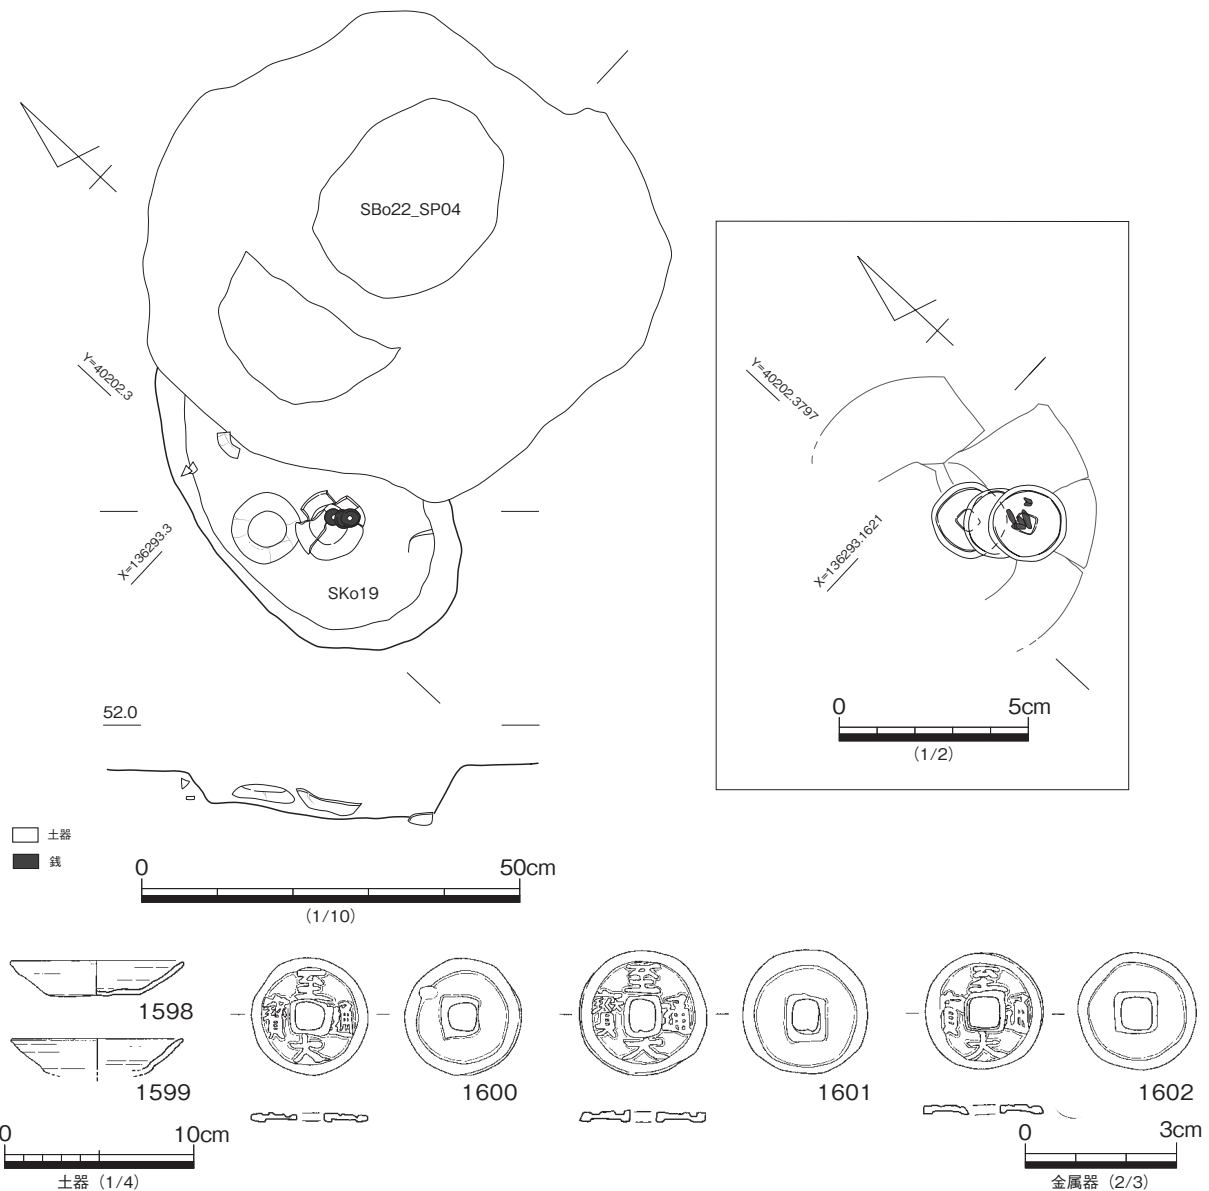 SBo22_SP04
Y=40202.3
X=136293.3
SKo19
Y=40202.3797
X=136293.1621
0 5cm
(1/2)
52.0
土器
銭
0 50cm
(1/10)
1598
1599
0 10cm
土器 (1/4)
1600
1601
1602
0 3cm
金属器 (2/3)